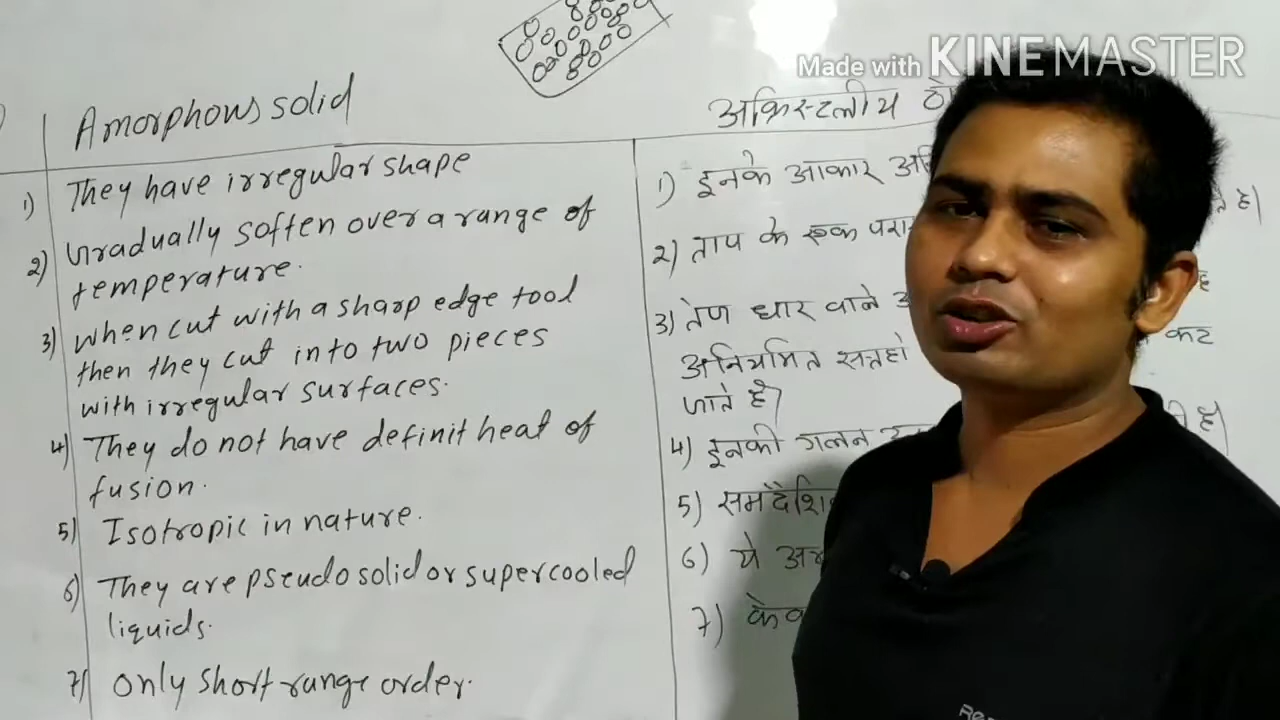 Made with KINEMASTER
Amorphous solid
1) They have irregular shape
2) Gradually soften over a range of
temperature.
3) when cut with a sharp edge tool
then they cut into two pieces
with irregular surfaces.
4) They do not have definit heat of
fusion.
5) Isotropic in nature.
6) They are pseudo solid or supercooled
liquids.
7) only short range order.
अक्रिस्टलीय
1) इनके आकार
2) ताप के
3) तेज धार वाले
अनियमित सतहों कट
जाते है।
4) इनकी गलन
5)
6) ये
7)